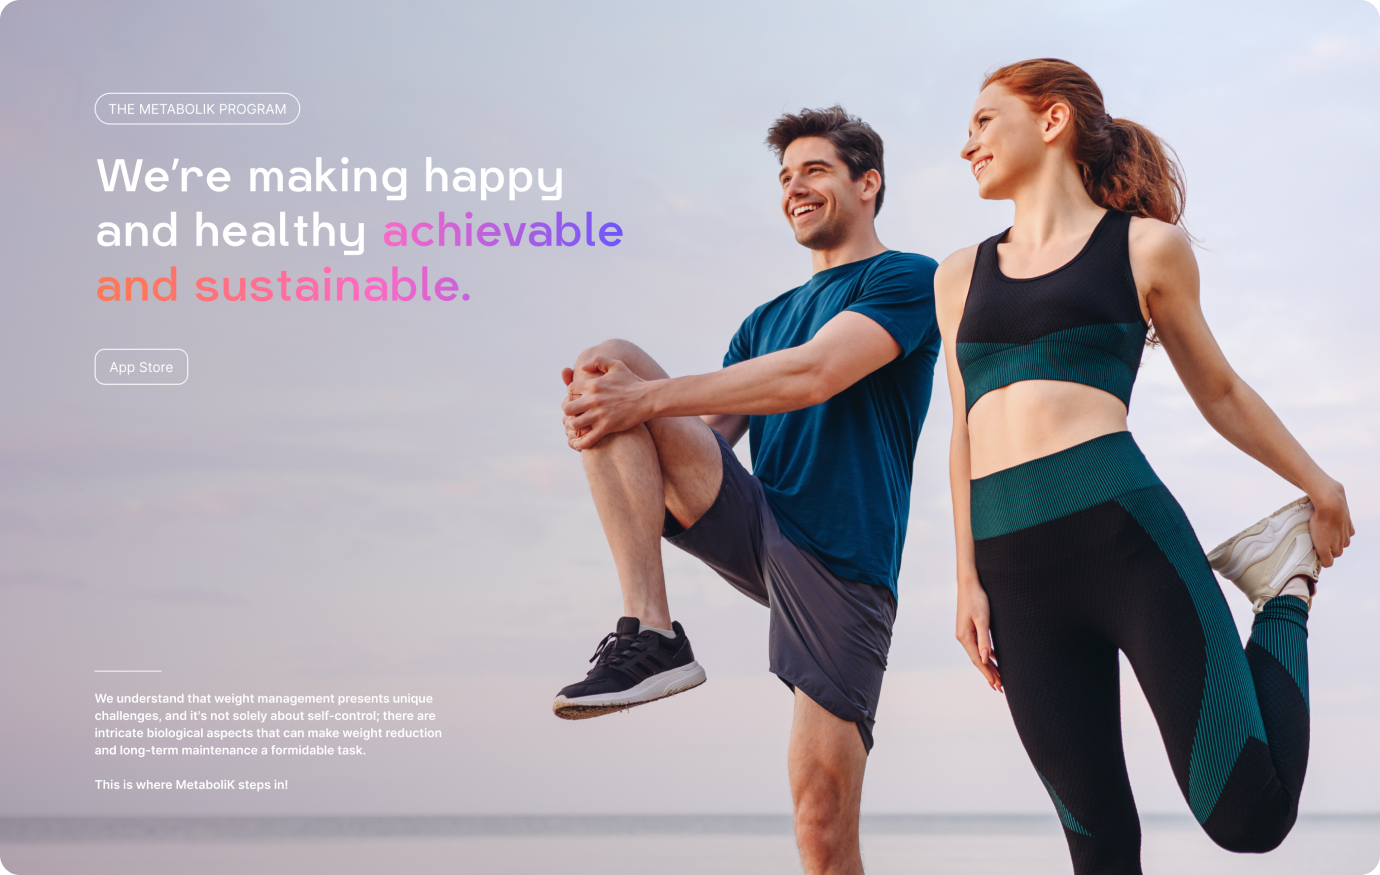 THE METABOLIK PROGRAM
We're making happy
and healthy achievable
and sustainable.
App Store
We understand that weight management presents unique
challenges, and it's not solely about self-control; there are
intricate biological aspects that can make weight reduction
and long-term maintenance a formidable task.
This is where MetaboliK steps in!